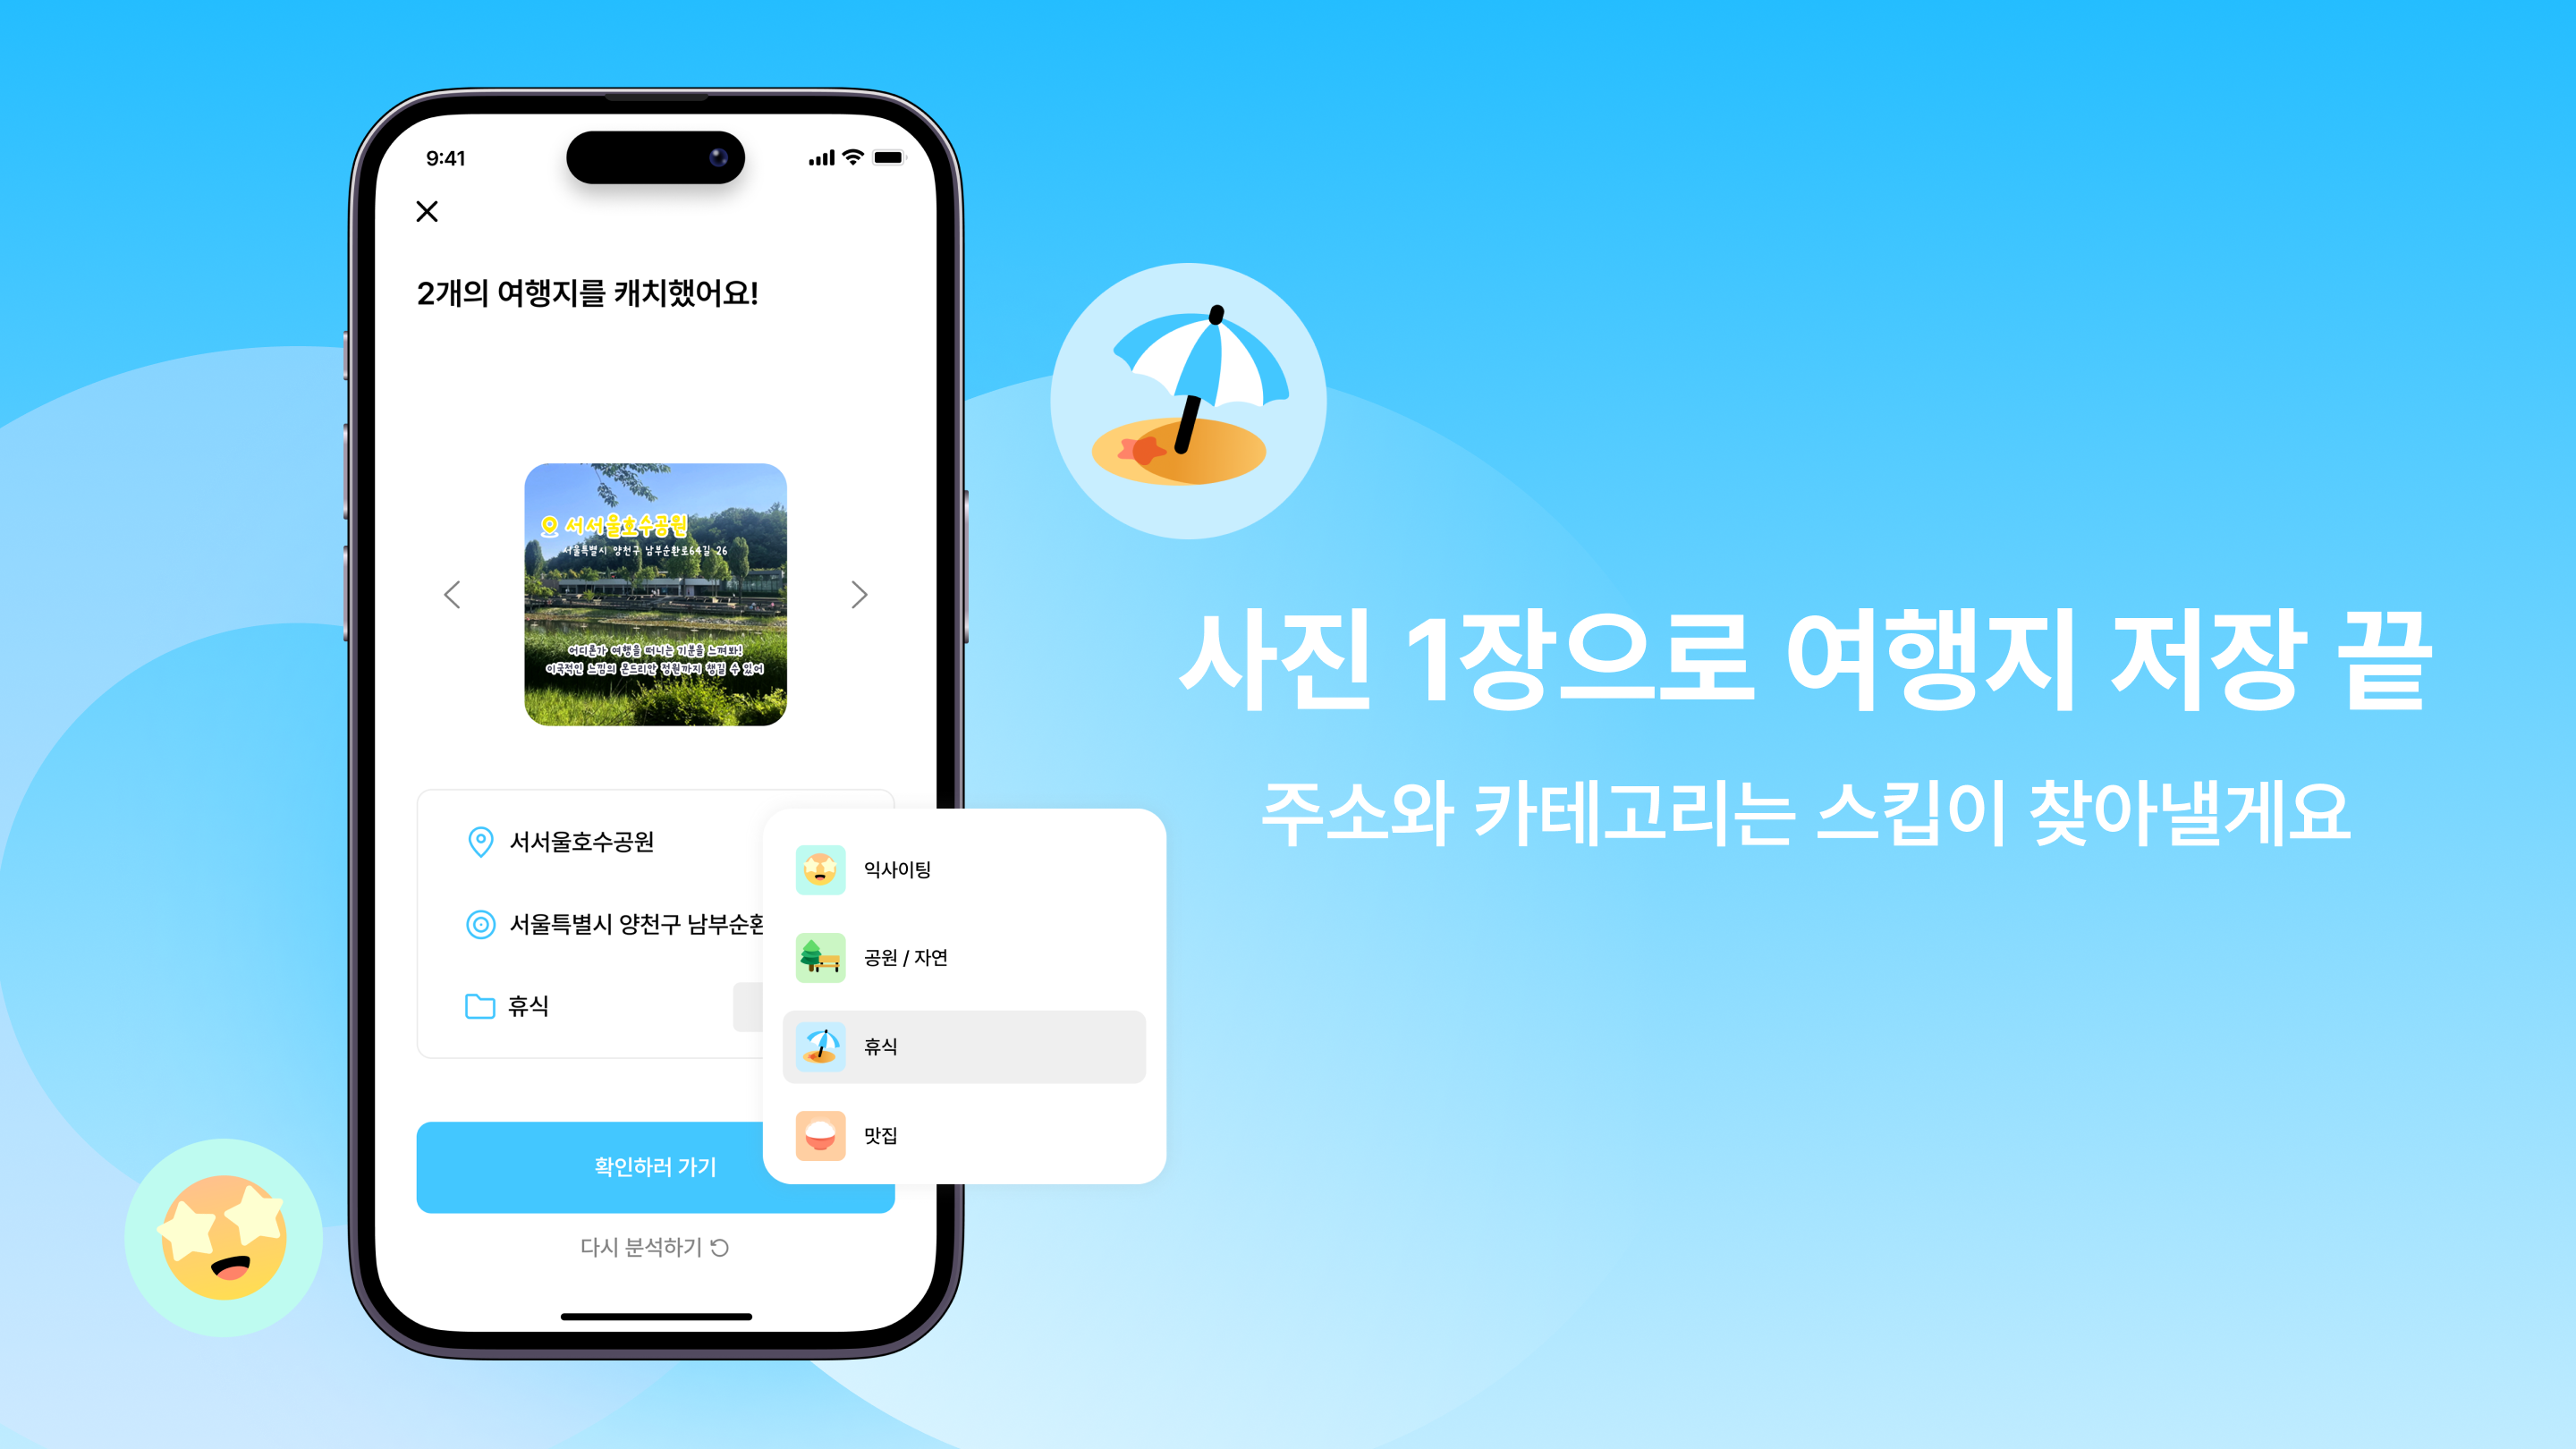 9:41
2개의 여행지를 캐치했어요!
서서울호수공원
서울특별시 양천구 남부순환로64길 26
어디론가 여행을 떠나는 기분을 느껴봐!
이국적인 느낌의 몬드리안 정원까지 챙길 수 있어
서서울호수공원
서울특별시 양천구 남부순환
휴식
익사이팅
공원 / 자연
휴식
맛집
확인하러 가기
다시 분석하기
사진 1장으로 여행지 저장 끝
주소와 카테고리는 스킵이 찾아낼게요